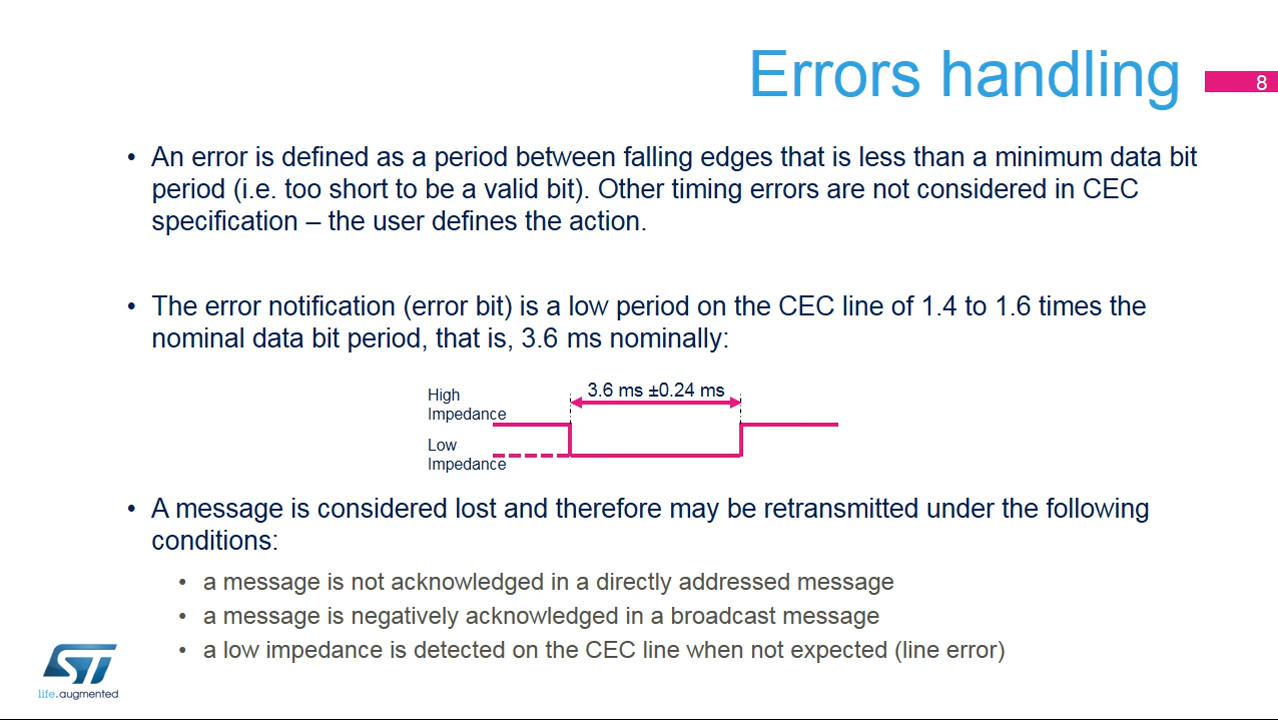 Errors handling
8
• An error is defined as a period between falling edges that is less than a minimum data bit
period (i.e. too short to be a valid bit). Other timing errors are not considered in CEC
specification – the user defines the action.
• The error notification (error bit) is a low period on the CEC line of 1.4 to 1.6 times the
nominal data bit period, that is, 3.6 ms nominally:
3.6 ms ±0.24 ms
High
Impedance
Low
Impedance
• A message is considered lost and therefore may be retransmitted under the following
conditions:
• a message is not acknowledged in a directly addressed message
• a message is negatively acknowledged in a broadcast message
• a low impedance is detected on the CEC line when not expected (line error)
ST
life.augmented